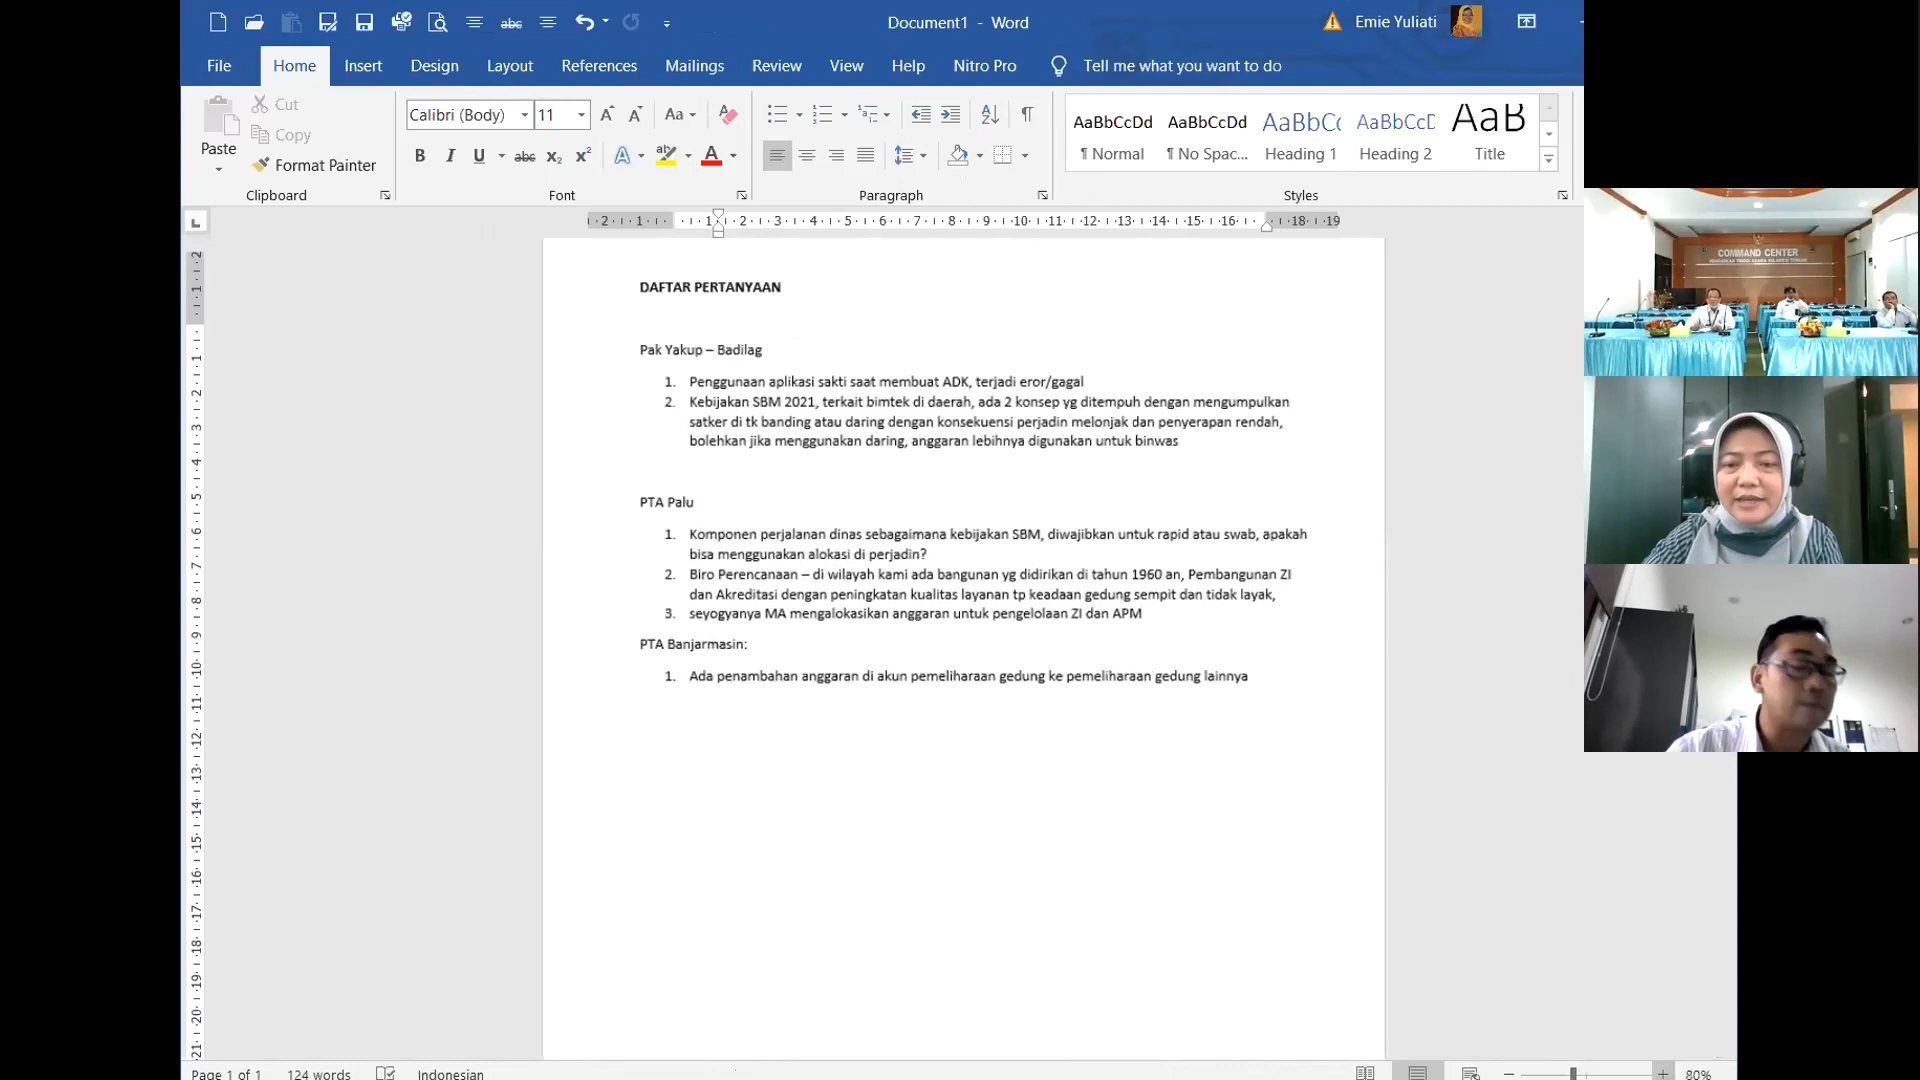 Document1 - Word
Emie Yuliati
File Home Insert Design Layout References Mailings Review View Help Nitro Pro Tell me what you want to do
Paste
Cut
Copy
Format Painter
Clipboard
Calibri (Body) 11
Font
Paragraph
AaBbCcDd AaBbCcDd AaBbCc AaBbCcD AaB
¶ Normal ¶ No Spac... Heading 1 Heading 2 Title
Styles
DAFTAR PERTANYAAN
Pak Yakup – Badilag
1. Penggunaan aplikasi sakti saat membuat ADK, terjadi eror/gagal
2. Kebijakan SBM 2021, terkait bimtek di daerah, ada 2 konsep yg ditempuh dengan mengumpulkan
satker di tk banding atau daring dengan konsekuensi perjadin melonjak dan penyerapan rendah,
bolehkan jika menggunakan daring, anggaran lebihnya digunakan untuk binwas
PTA Palu
1. Komponen perjalanan dinas sebagaimana kebijakan SBM, diwajibkan untuk rapid atau swab, apakah
bisa menggunakan alokasi di perjadin?
2. Biro Perencanaan – di wilayah kami ada bangunan yg didirikan di tahun 1960 an, Pembangunan ZI
dan Akreditasi dengan peningkatan kualitas layanan tp keadaan gedung sempit dan tidak layak,
3. seyogyanya MA mengalokasikan anggaran untuk pengelolaan ZI dan APM
PTA Banjarmasin:
1. Ada penambahan anggaran di akun pemeliharaan gedung ke pemeliharaan gedung lainnya
COMMAND CENTER
PENGADILAN TINGGI AGAMA SULAWESI TENGAH
Page 1 of 1 124 words Indonesian 80%